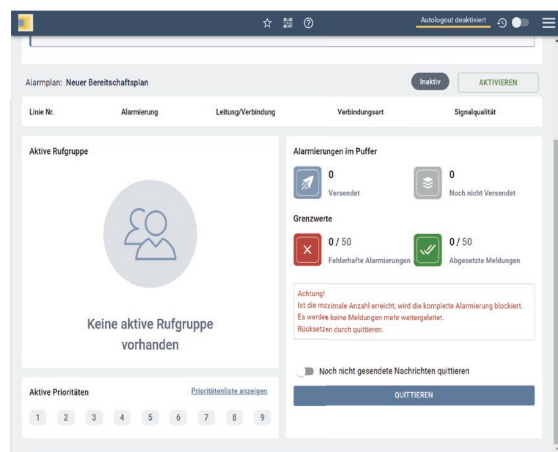 Autologout deaktiviert
Alarmplan: Neuer Bereitschaftsplan
Inaktiv
AKTIVIEREN
Linie Nr. Alarmierung Leitung/Verbindung Verbindungsart Signalqualität
Aktive Rufgruppe
Keine aktive Rufgruppe
vorhanden
Aktive Prioritäten
Prioritätenliste anzeigen
1 2 3 4 5 6 7 8 9
Alarmierungen im Puffer
0
Versendet
0
Noch nicht Versendet
Grenzwerte
0 / 50
Fehlerhafte Alarmierungen
0 / 50
Abgesetzte Meldungen
Achtung!
Ist die maximale Anzahl erreicht, wird die komplette Alarmierung blockiert.
Es werden keine Meldungen mehr weitergeleitet.
Rücksetzen durch quittieren.
Noch nicht gesendete Nachrichten quittieren
QUITTIEREN